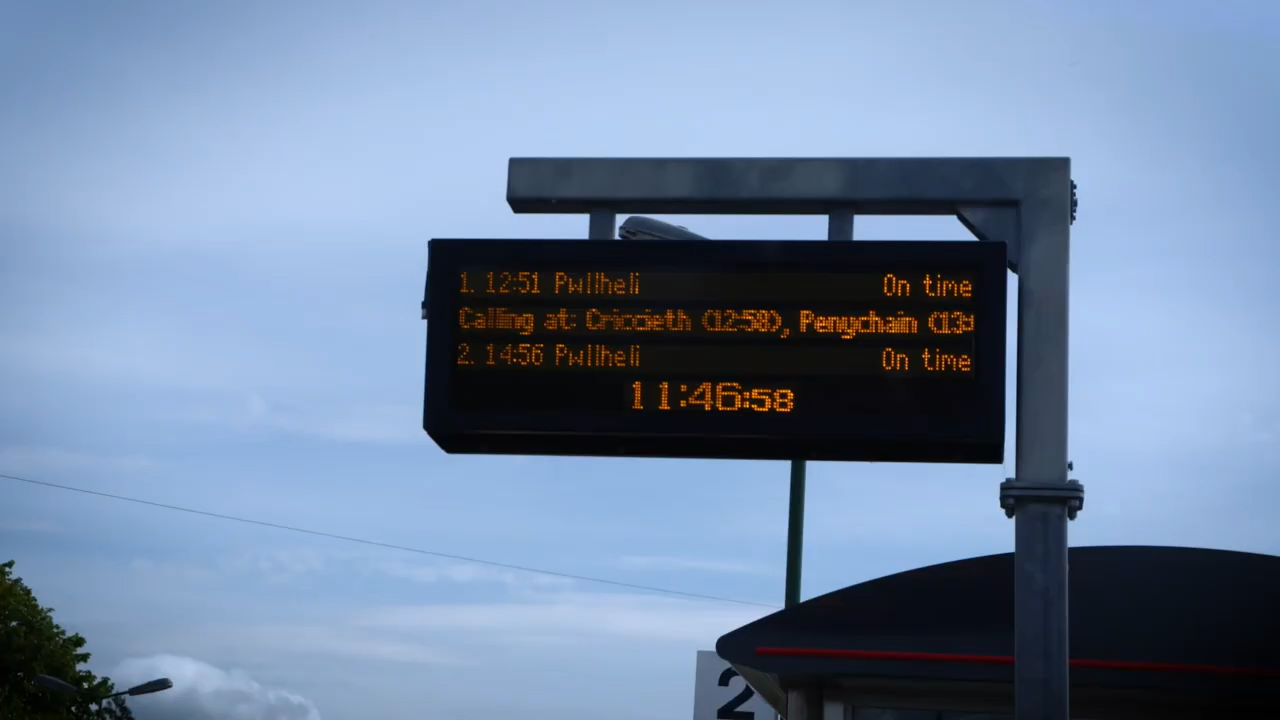 1. 12:51 Pwllheli On time
Calling at: Criccieth (12:58), Penychain (13:
2. 14:56 Pwllheli On time
11:46:58
2